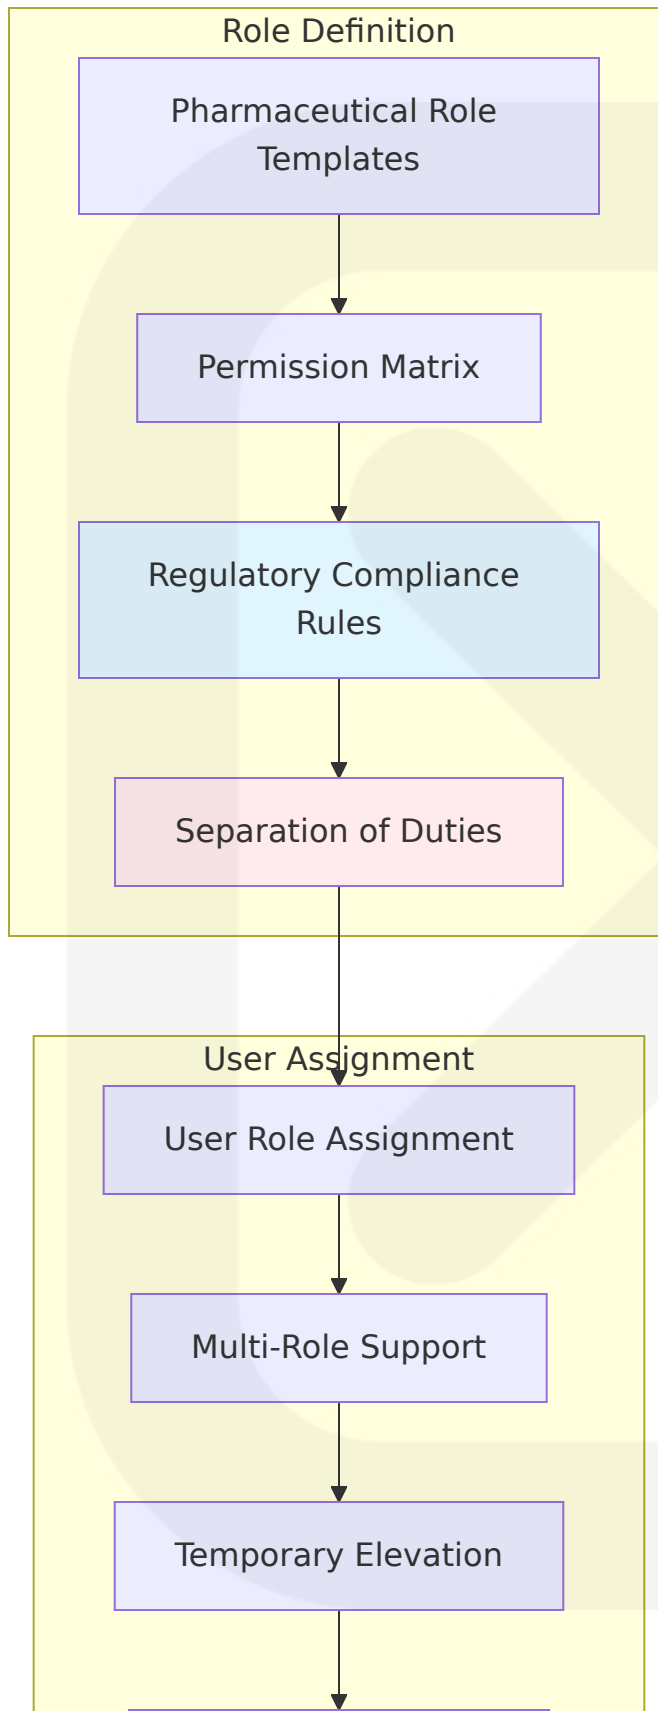 Role Definition
Pharmaceutical Role
Templates
Permission Matrix
Regulatory Compliance
Rules
Separation of Duties
User Assignment
User Role Assignment
Multi-Role Support
Temporary Elevation